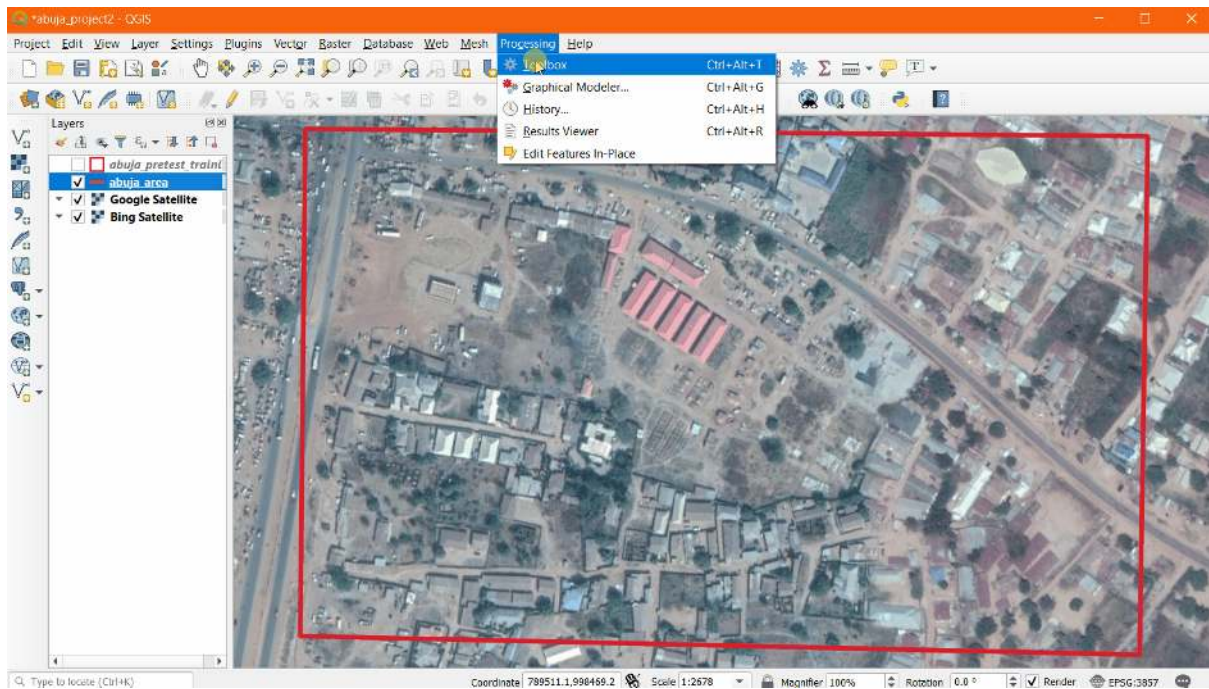 *abuja_project2 - QGIS
Project Edit View Layer Settings Plugins Vector Raster Database Web Mesh Processing Help
Toolbox Ctrl+Alt+T
Graphical Modeler... Ctrl+Alt+G
History... Ctrl+Alt+H
Results Viewer Ctrl+Alt+R
Edit Features In-Place
Layers
abuja_pretest_traini
abuja_area
Google Satellite
Bing Satellite
Type to locate (Ctrl+K) Coordinate 789511.1,998469.2 Scale 1:2678 Magnifier 100% Rotation 0.0 ° Render EPSG:3857